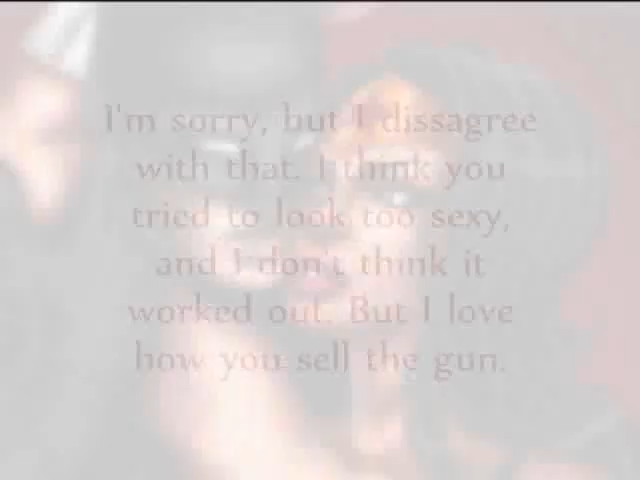 I'm sorry, but I dissagree
with that. I think you
tried to look too sexy,
and I don't think it
worked out. But I love
how you sell the gun.